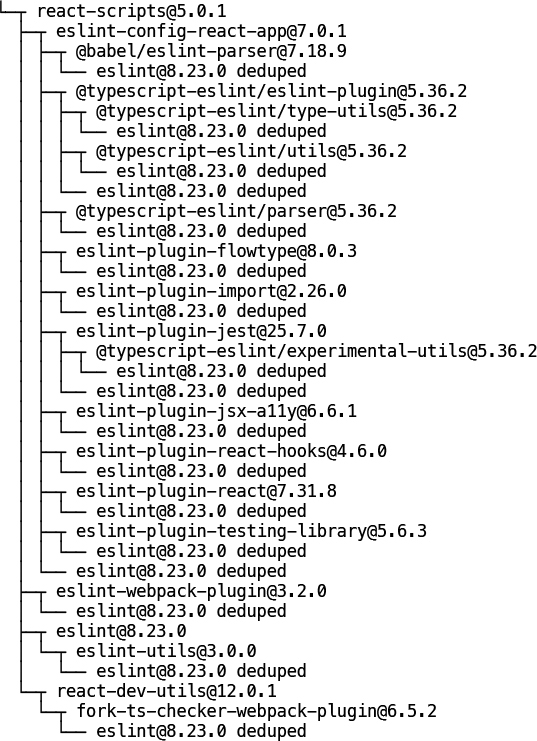 └─┬ react-scripts@5.0.1
  ├─┬ eslint-config-react-app@7.0.1
  │ ├─┬ @babel/eslint-parser@7.18.9
  │ │ └── eslint@8.23.0 deduped
  │ ├─┬ @typescript-eslint/eslint-plugin@5.36.2
  │ │ ├─┬ @typescript-eslint/type-utils@5.36.2
  │ │ │ └── eslint@8.23.0 deduped
  │ │ ├─┬ @typescript-eslint/utils@5.36.2
  │ │ │ └── eslint@8.23.0 deduped
  │ │ └── eslint@8.23.0 deduped
  │ ├─┬ @typescript-eslint/parser@5.36.2
  │ │ └── eslint@8.23.0 deduped
  │ ├─┬ eslint-plugin-flowtype@8.0.3
  │ │ └── eslint@8.23.0 deduped
  │ ├─┬ eslint-plugin-import@2.26.0
  │ │ └── eslint@8.23.0 deduped
  │ ├─┬ eslint-plugin-jest@25.7.0
  │ │ ├─┬ @typescript-eslint/experimental-utils@5.36.2
  │ │ │ └── eslint@8.23.0 deduped
  │ │ └── eslint@8.23.0 deduped
  │ ├─┬ eslint-plugin-jsx-a11y@6.6.1
  │ │ └── eslint@8.23.0 deduped
  │ ├─┬ eslint-plugin-react-hooks@4.6.0
  │ │ └── eslint@8.23.0 deduped
  │ ├─┬ eslint-plugin-react@7.31.8
  │ │ └── eslint@8.23.0 deduped
  │ ├─┬ eslint-plugin-testing-library@5.6.3
  │ │ └── eslint@8.23.0 deduped
  │ └── eslint@8.23.0 deduped
  ├─┬ eslint-webpack-plugin@3.2.0
  │ └── eslint@8.23.0 deduped
  ├─┬ eslint@8.23.0
  │ └─┬ eslint-utils@3.0.0
  │   └── eslint@8.23.0 deduped
  └─┬ react-dev-utils@12.0.1
    └─┬ fork-ts-checker-webpack-plugin@6.5.2
      └── eslint@8.23.0 deduped